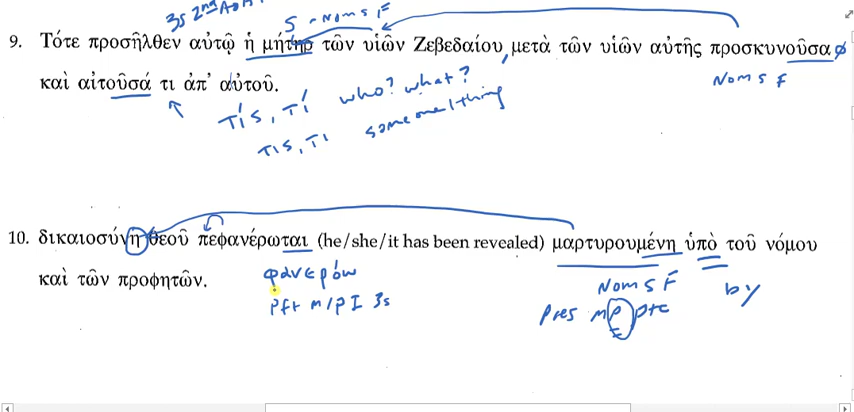 3s 2nd Aor
S - Nom S F
9. Τότε προσῆλθεν αὐτῷ ἡ μήτηρ τῶν υἱῶν Ζεβεδαίου, μετὰ τῶν υἱῶν αὐτῆς προσκυνοῦσα
καὶ αἰτοῦσά τι ἀπ’ αὐτοῦ.
Nom S F
τίς, τί who? what?
τις, τι someone/thing
10. δικαιοσύνη θεοῦ πεφανέρωται (he/she/it has been revealed) μαρτυρουμένη ὑπὸ τοῦ νόμου
καὶ τῶν προφητῶν.
φανερόω
Nom S F
by
Pft M/P I 3s
Pres M P ptc